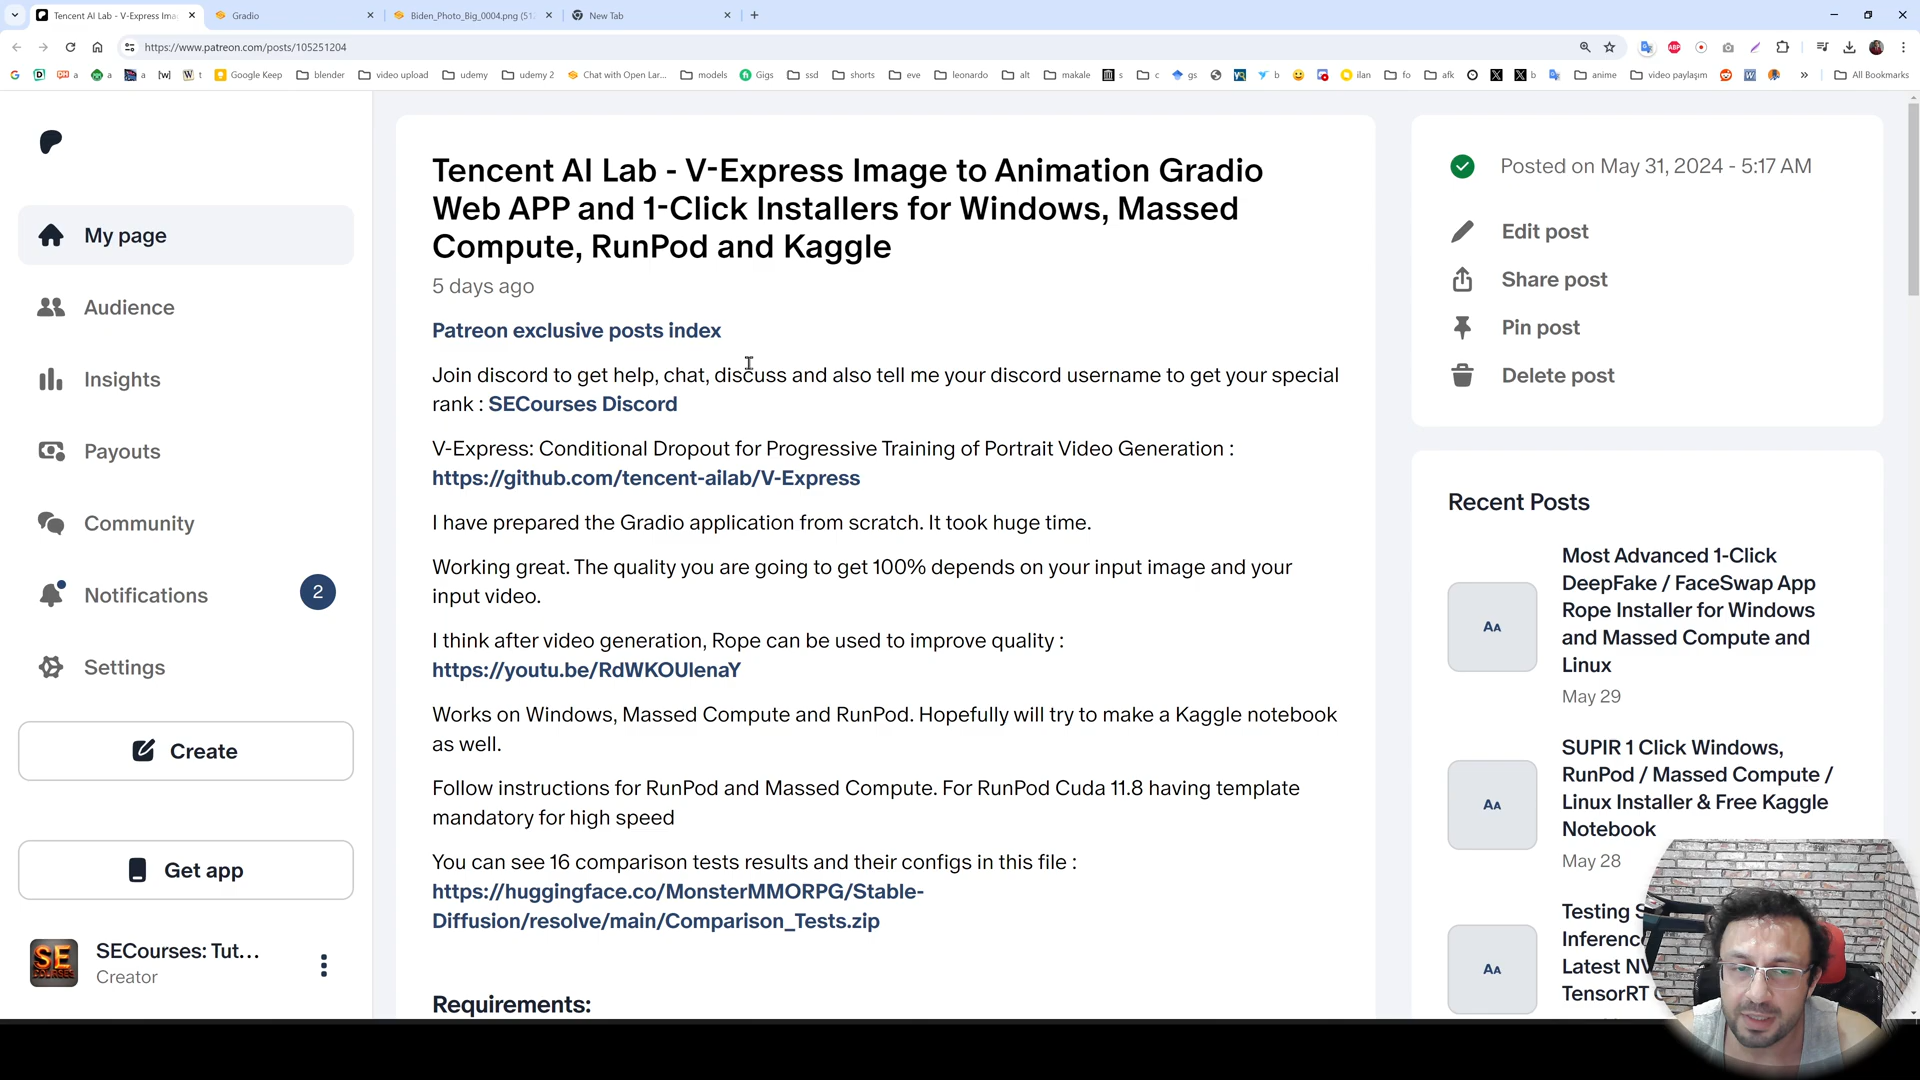 Tencent AI Lab - V-Express Ima
Gradio
Biden_Photo_Big_0004.png (51
New Tab
https://www.patreon.com/posts/105251204
Google Keep
blender
video upload
udemy
udemy 2
Chat with Open Lar...
models
Gigs
ssd
shorts
eve
leonardo
alt
makale
s
c
gs
b
ilan
fo
afk
b
anime
video paylaşım
All Bookmarks
My page
Audience
Insights
Payouts
Community
Notifications
2
Settings
Create
Get app
SECourses: Tut...
Creator
Tencent AI Lab - V-Express Image to Animation Gradio
Web APP and 1-Click Installers for Windows, Massed
Compute, RunPod and Kaggle
5 days ago
Patreon exclusive posts index
Join discord to get help, chat, discuss and also tell me your discord username to get your special
rank : SECourses Discord
V-Express: Conditional Dropout for Progressive Training of Portrait Video Generation :
https://github.com/tencent-ailab/V-Express
I have prepared the Gradio application from scratch. It took huge time.
Working great. The quality you are going to get 100% depends on your input image and your
input video.
I think after video generation, Rope can be used to improve quality :
https://youtu.be/RdWKOUlenaY
Works on Windows, Massed Compute and RunPod. Hopefully will try to make a Kaggle notebook
as well.
Follow instructions for RunPod and Massed Compute. For RunPod Cuda 11.8 having template
mandatory for high speed
You can see 16 comparison tests results and their configs in this file :
https://huggingface.co/MonsterMMORPG/Stable-
Diffusion/resolve/main/Comparison_Tests.zip
Requirements:
Posted on May 31, 2024 - 5:17 AM
Edit post
Share post
Pin post
Delete post
Recent Posts
AA
Most Advanced 1-Click
DeepFake / FaceSwap App
Rope Installer for Windows
and Massed Compute and
Linux
May 29
AA
SUPIR 1 Click Windows,
RunPod / Massed Compute /
Linux Installer & Free Kaggle
Notebook
May 28
AA
Testing
Inference
Latest NV
TensorRT